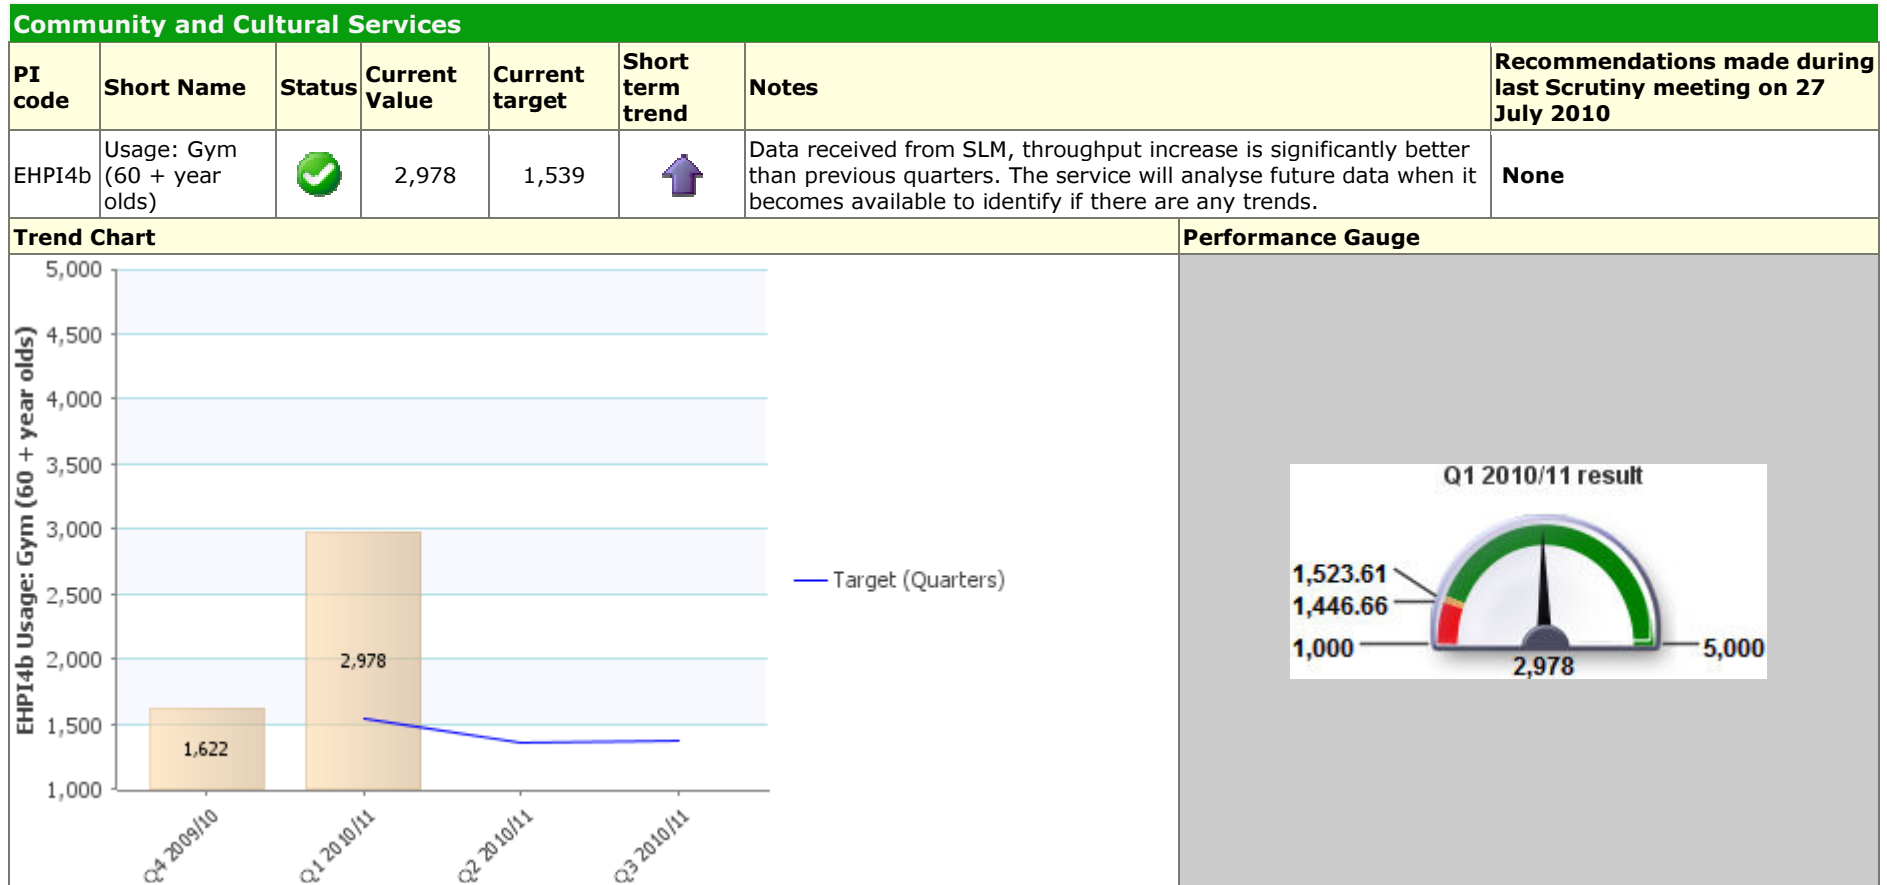 Community and Cultural Services
PI code
Short Name
Status
Current Value
Current target
Short term trend
Notes
Recommendations made during
last Scrutiny meeting on 27
July 2010
EHPI4b
Usage: Gym
(60 + year
olds)
2,978
1,539
Data received from SLM, throughput increase is significantly better
than previous quarters. The service will analyse future data when it
becomes available to identify if there are any trends.
None
Trend Chart
Performance Gauge
EHPI4b Usage: Gym (60 + year olds)
5,000
4,500
4,000
3,500
3,000
2,500
2,000
1,500
1,000
1,622
2,978
Q4 2009/10
Q1 2010/11
Q2 2010/11
Q3 2010/11
Target (Quarters)
Q1 2010/11 result
1,523.61
1,446.66
1,000
5,000
2,978